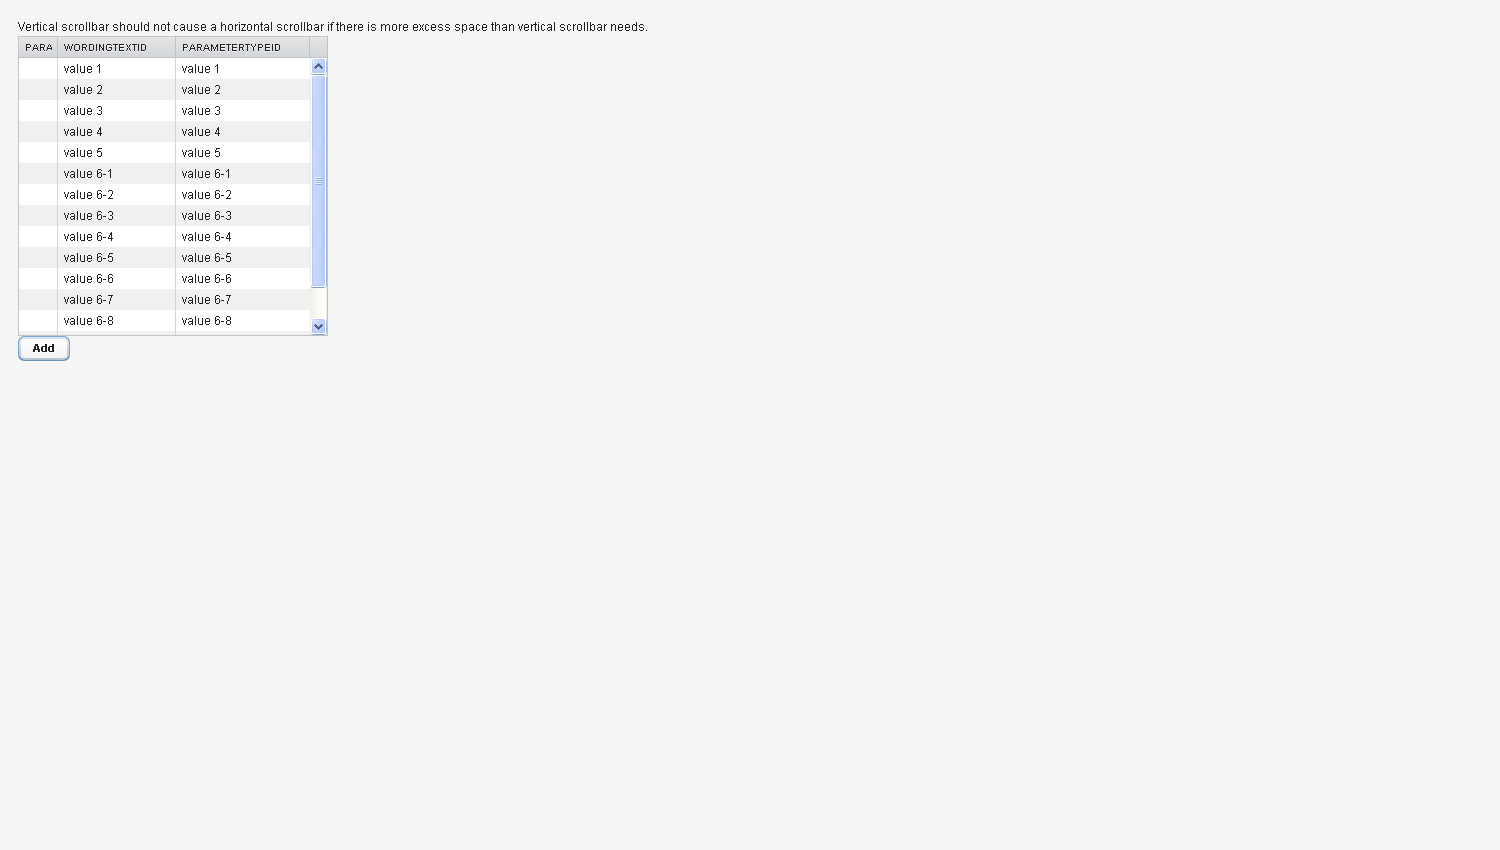 Vertical scrollbar should not cause a horizontal scrollbar if there is more excess space than vertical scrollbar needs.
PARA WORDINGTEXTID PARAMETERTYPEID
value 1 value 1
value 2 value 2
value 3 value 3
value 4 value 4
value 5 value 5
value 6-1 value 6-1
value 6-2 value 6-2
value 6-3 value 6-3
value 6-4 value 6-4
value 6-5 value 6-5
value 6-6 value 6-6
value 6-7 value 6-7
value 6-8 value 6-8
Add